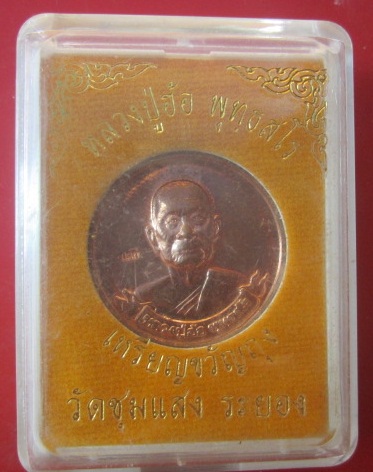 หลวงปู่ฮ้อ พุทฺธสโร
เหรียญขวัญถุง
วัดชุมแสง ระยอง